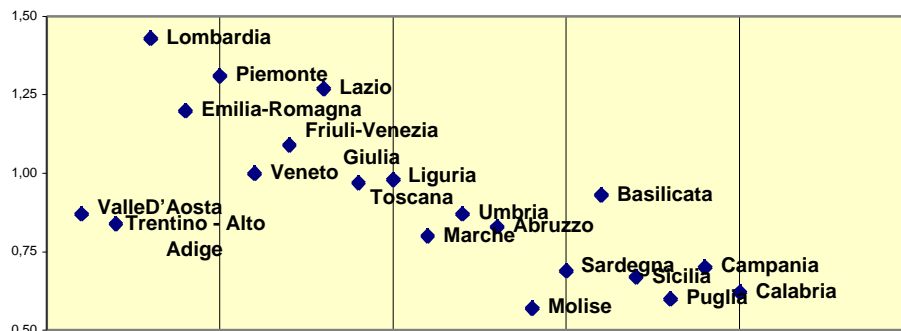 1,50
Lombardia
Piemonte
Lazio
1,25
Emilia-Romagna
Friuli-Venezia
Giulia
1,00
Veneto
Liguria
Toscana
Basilicata
ValleD'Aosta
Trentino - Alto
Adige
Umbria
Abruzzo
Marche
0,75
Sardegna
Sicilia
Campania
Puglia
Calabria
Molise
0,50